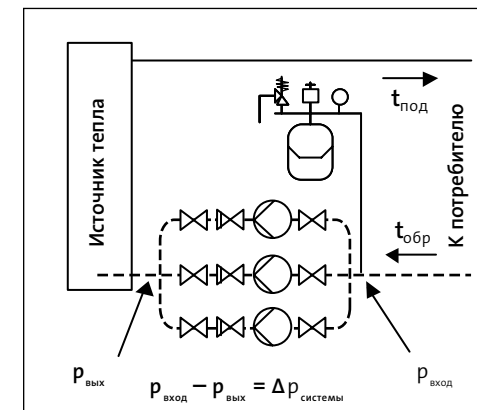 Источник тепла
tпод
К потребителю
tобр
pвых
pвход
pвход – pвых = Δpсистемы